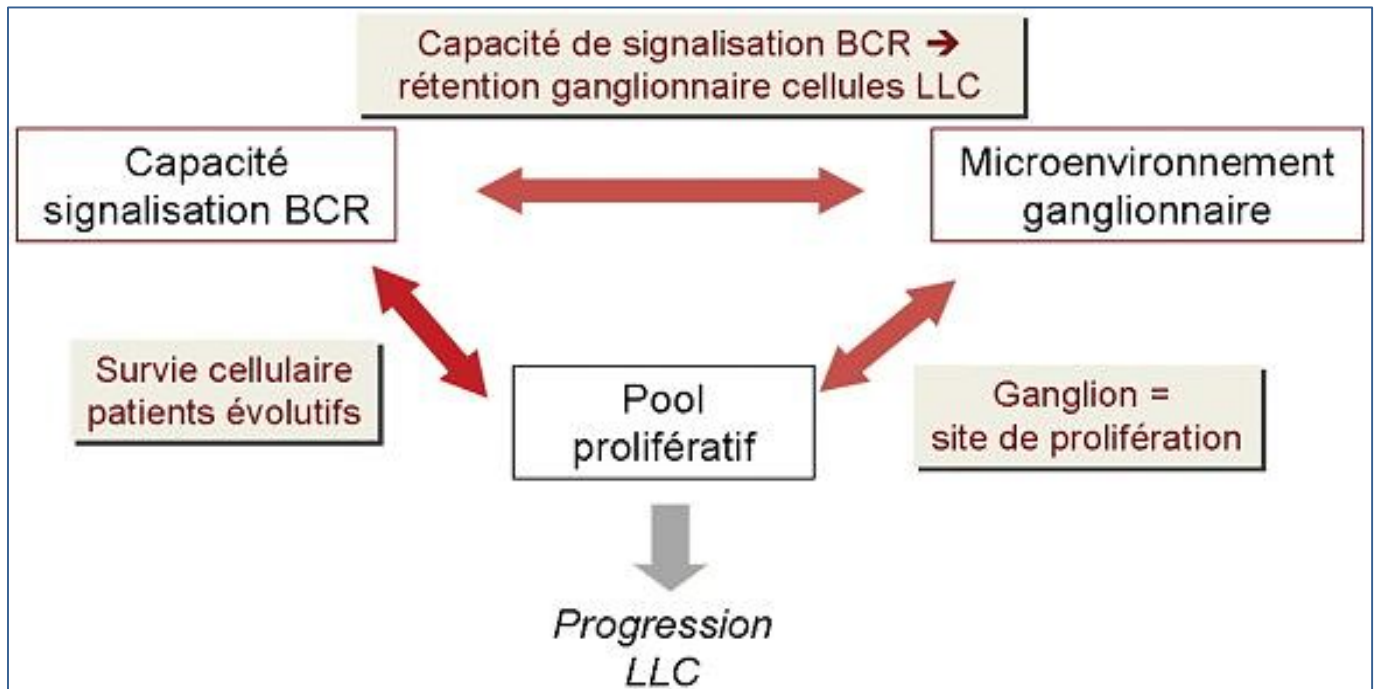 Capacité de signalisation BCR ➔
rétention ganglionnaire cellules LLC
Capacité
signalisation BCR
Microenvironnement
ganglionnaire
Survie cellulaire
patients évolutifs
Pool
prolifératif
Ganglion =
site de prolifération
Progression
LLC